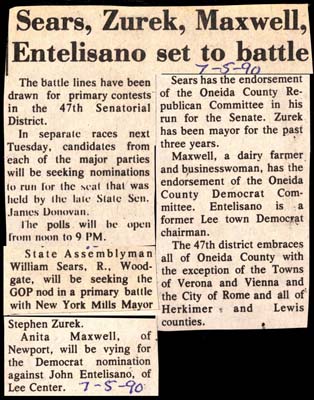 Sears, Zurek, Maxwell,
Entelisano set to battle
7-5-90
The battle lines have been
drawn for primary contests
in the 47th Senatorial
District.
In separate races next
Tuesday, candidates from
each of the major parties
will be seeking nominations
to run for the seat that was
held by the late State Sen.
James Donovan.
The polls will be open
from noon to 9 PM.
State Assemblyman
William Sears, R., Wood-
gate, will be seeking the
GOP nod in a primary battle
with New York Mills Mayor
Stephen Zurek.
Anita Maxwell, of
Newport, will be vying for
the Democrat nomination
against John Entelisano, of
Lee Center. 7-5-90
Sears has the endorsement
of the Oneida County Re-
publican Committee in his
run for the Senate. Zurek
has been mayor for the past
three years.
Maxwell, a dairy farmer
and businesswoman, has the
endorsement of the Oneida
County Democrat Com-
mittee. Entelisano is a
former Lee town Democrat
chairman.
The 47th district embraces
all of Oneida County with
the exception of the Towns
of Verona and Vienna and
the City of Rome and all of
Herkimer and Lewis
counties.